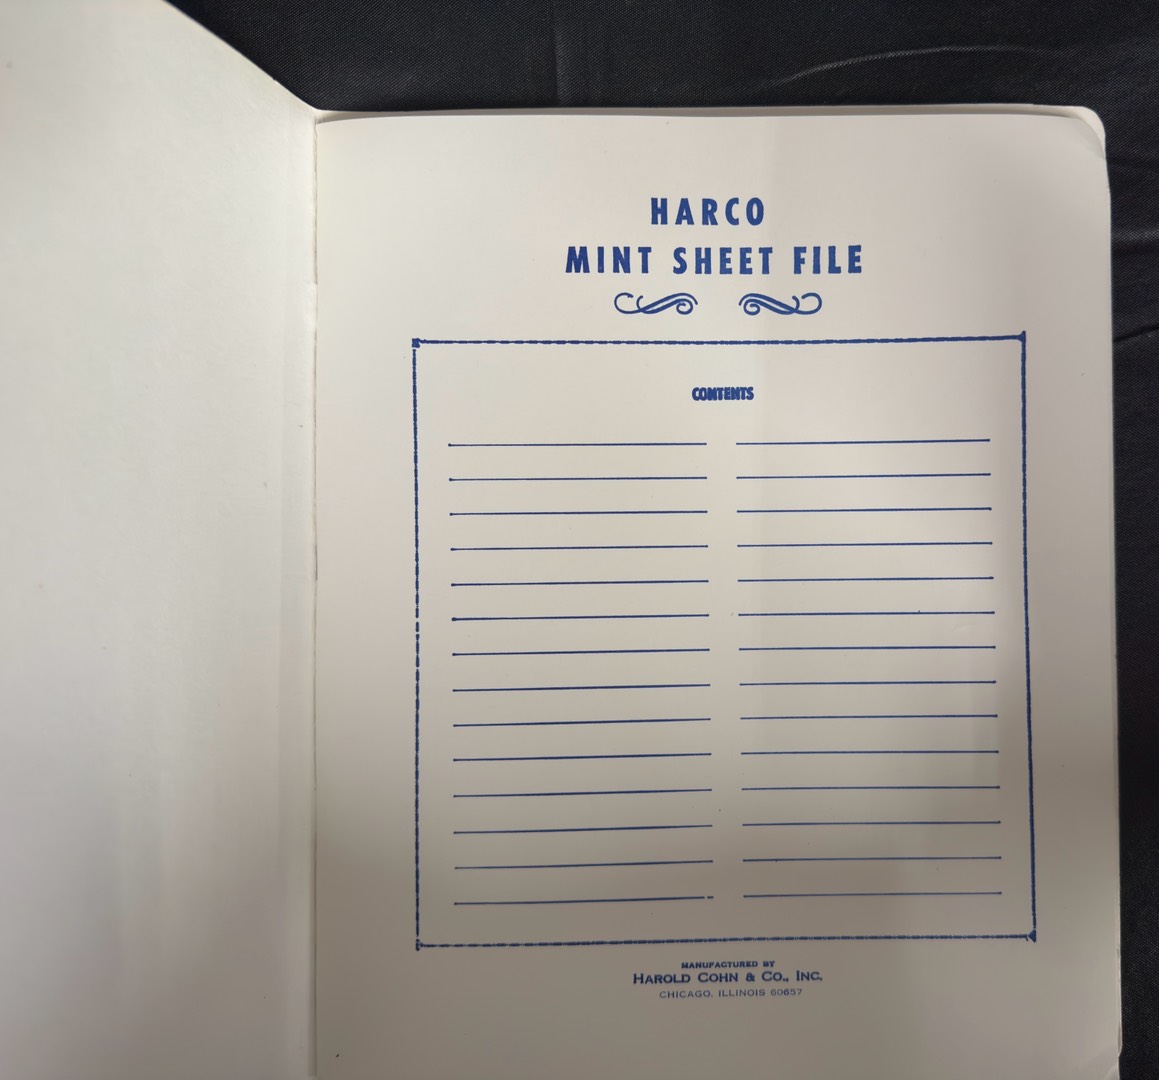 HARCO
MINT SHEET FILE
CONTENTS
MANUFACTURED BY
HAROLD COHN & CO., INC.
CHICAGO, ILLINOIS 60657